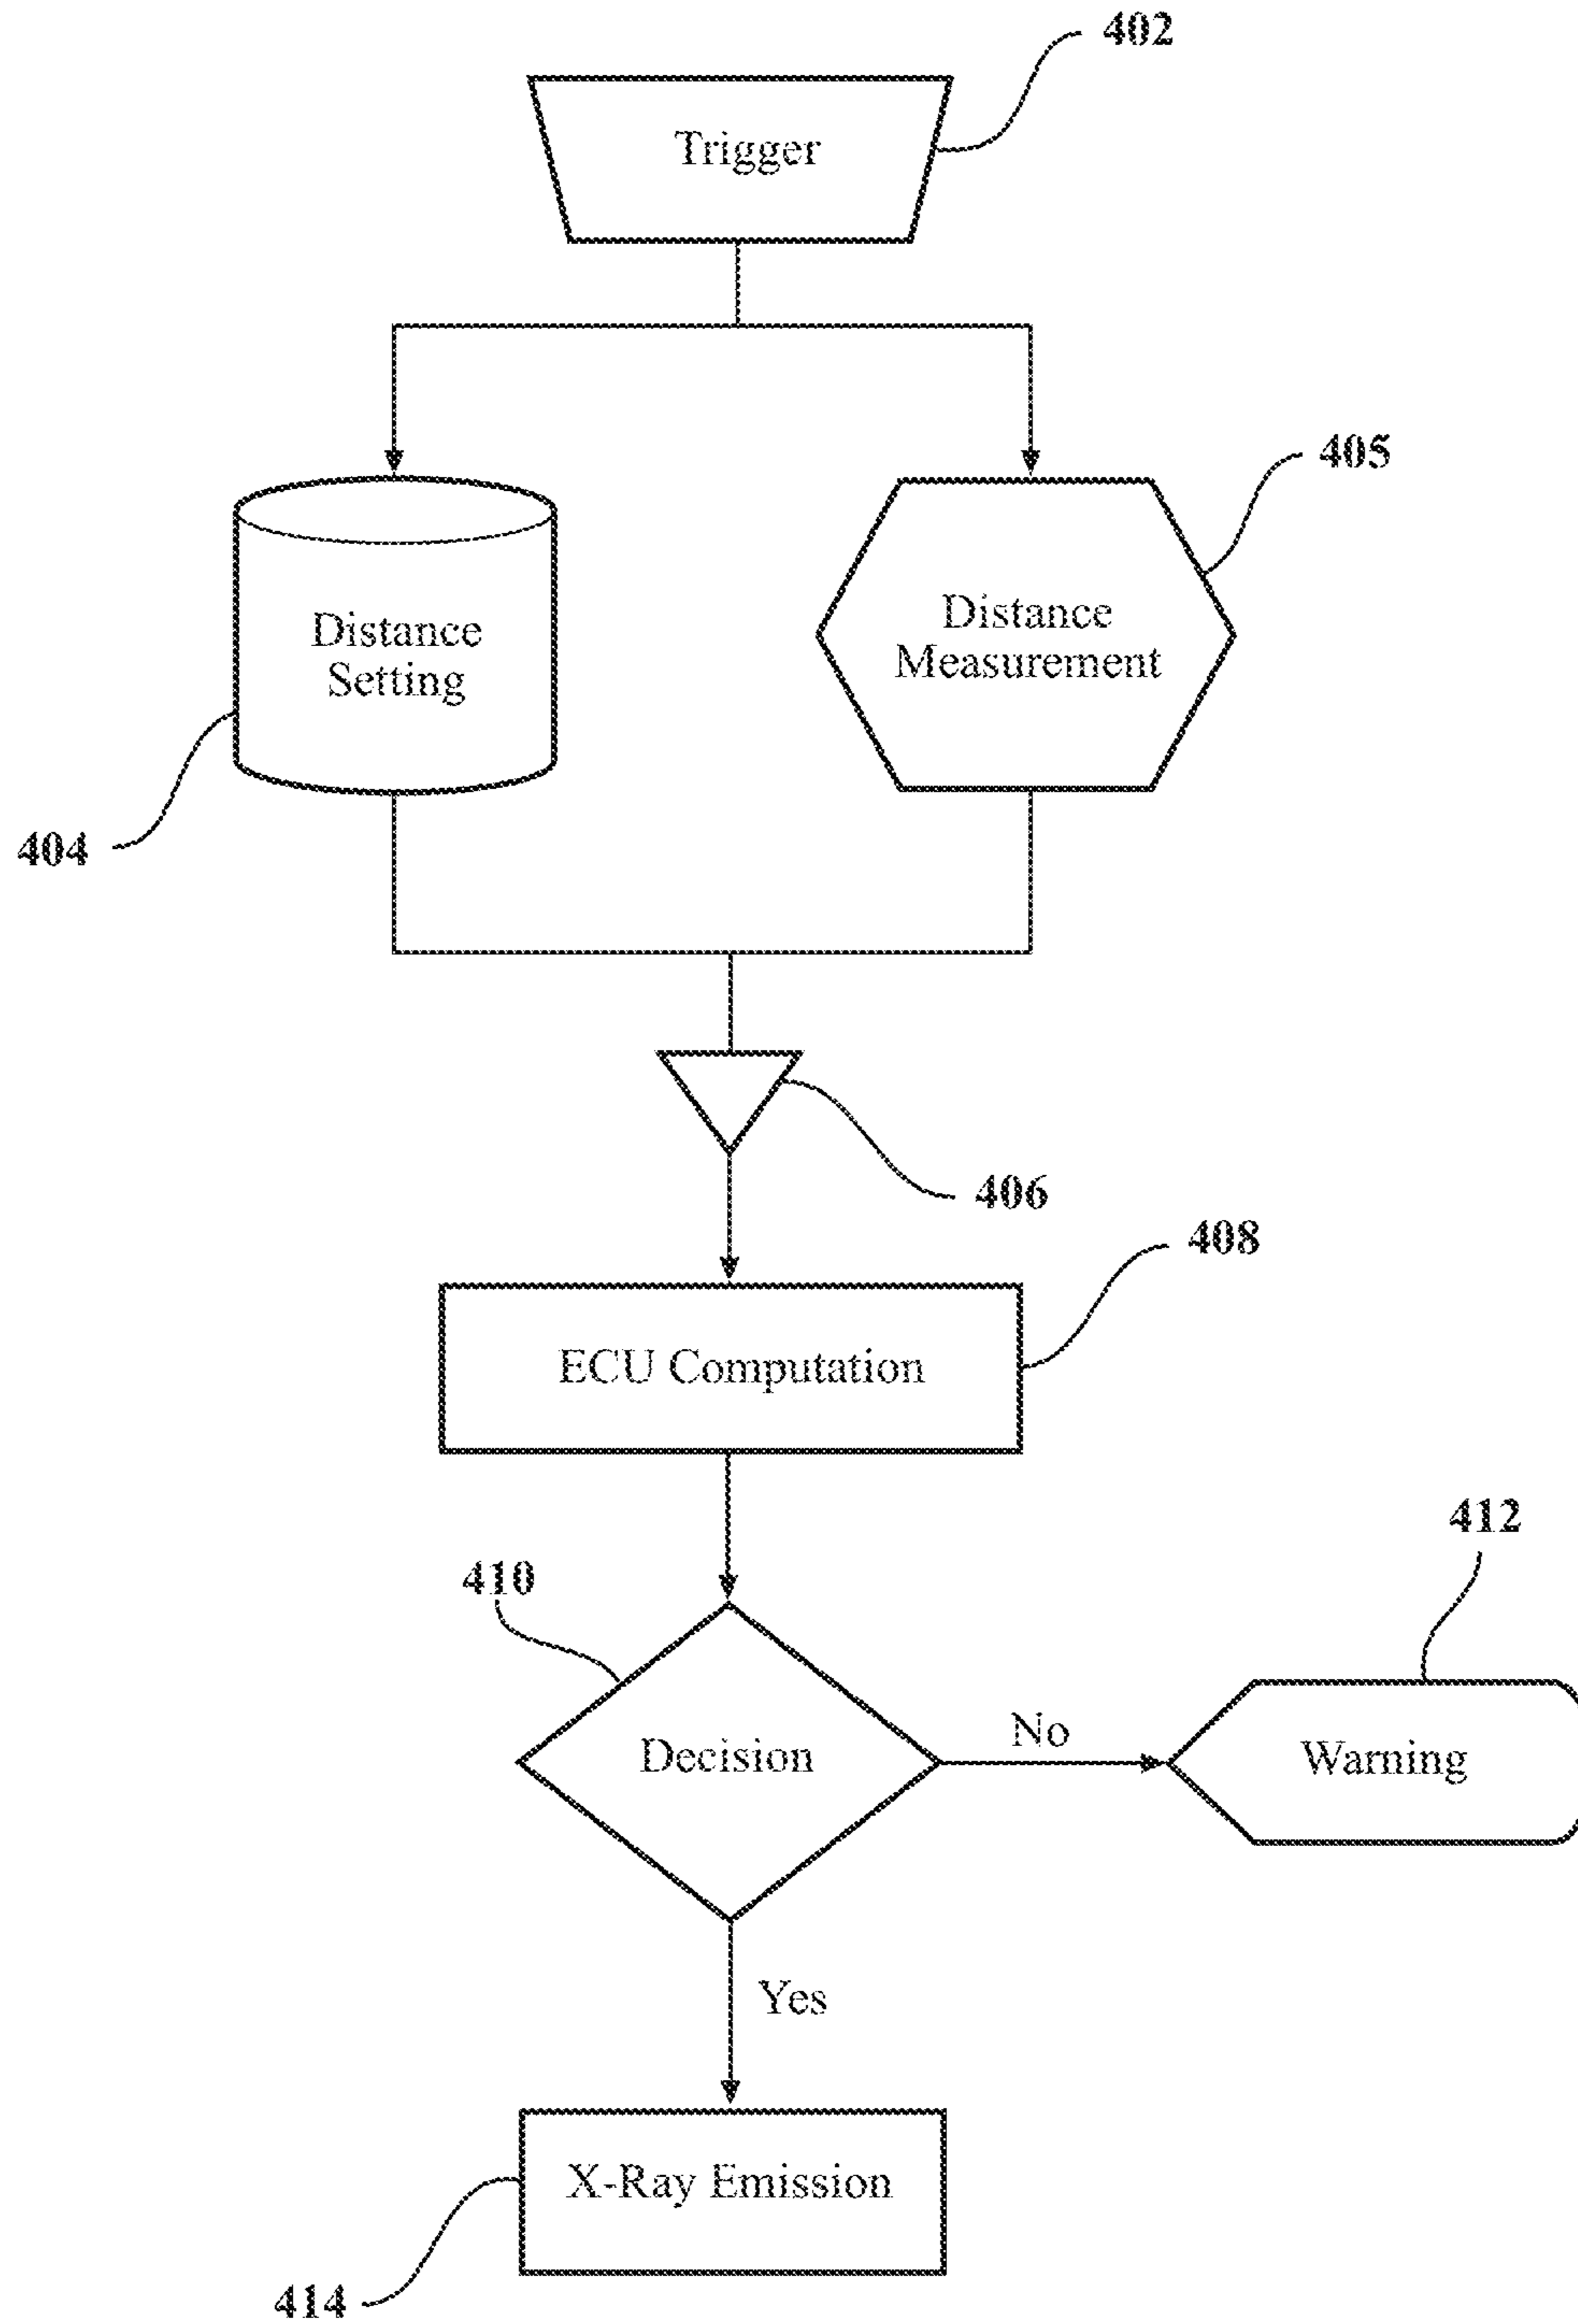 402
Trigger
405
Distance
Setting
Distance
Measurement
404
406
408
ECU Computation
412
410
No
Decision
Warning
Yes
X-Ray Emission
414